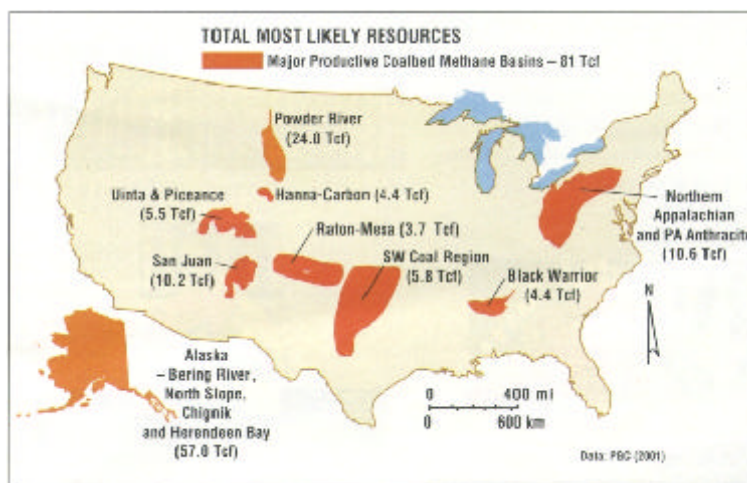 TOTAL MOST LIKELY RESOURCES
Major Productive Coalbed Methane Basins – 81 Tcf
Powder River
(24.0 Tcf)
Uinta & Piceance
(5.5 Tcf)
Hanna-Carbon (4.4 Tcf)
Raton-Mesa (3.7 Tcf)
San Juan
(10.2 Tcf)
SW Coal Region
(5.8 Tcf)
Black Warrior
(4.4 Tcf)
Northern
Appalachian
and PA Anthracite
(10.6 Tcf)
N
Alaska
– Bering River,
North Slope,
Chignik
and Herendeen Bay
(57.0 Tcf)
0 400 mi
0 600 km
Data: PGC (2001)